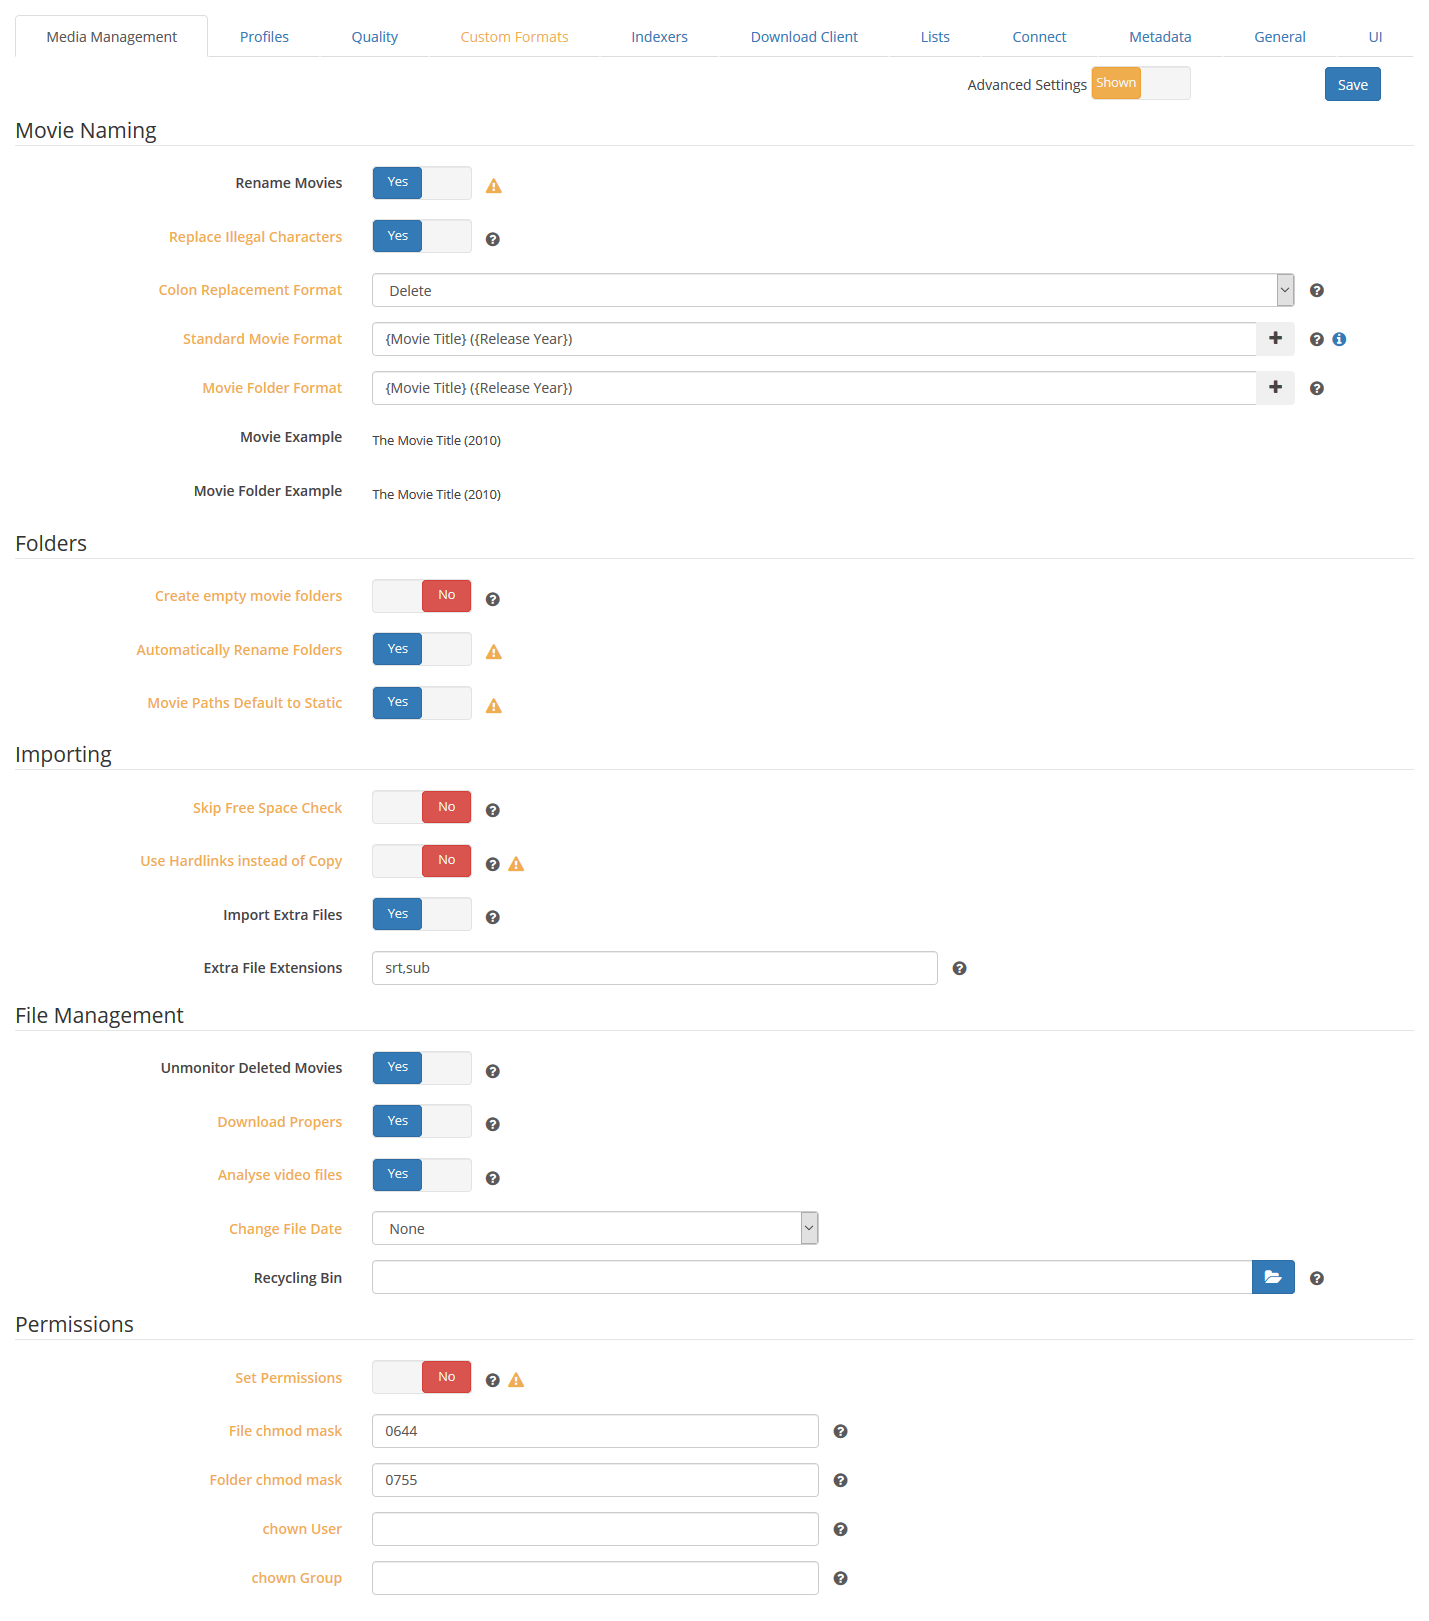 Media Management Profiles Quality Custom Formats Indexers Download Client Lists Connect Metadata General UI
Advanced Settings Shown Save
Movie Naming
Rename Movies Yes
Replace Illegal Characters Yes
Colon Replacement Format Delete
Standard Movie Format {Movie Title} ({Release Year})
Movie Folder Format {Movie Title} ({Release Year})
Movie Example The Movie Title (2010)
Movie Folder Example The Movie Title (2010)
Folders
Create empty movie folders No
Automatically Rename Folders Yes
Movie Paths Default to Static Yes
Importing
Skip Free Space Check No
Use Hardlinks instead of Copy No
Import Extra Files Yes
Extra File Extensions srt,sub
File Management
Unmonitor Deleted Movies Yes
Download Propers Yes
Analyse video files Yes
Change File Date None
Recycling Bin
Permissions
Set Permissions No
File chmod mask 0644
Folder chmod mask 0755
chown User
chown Group